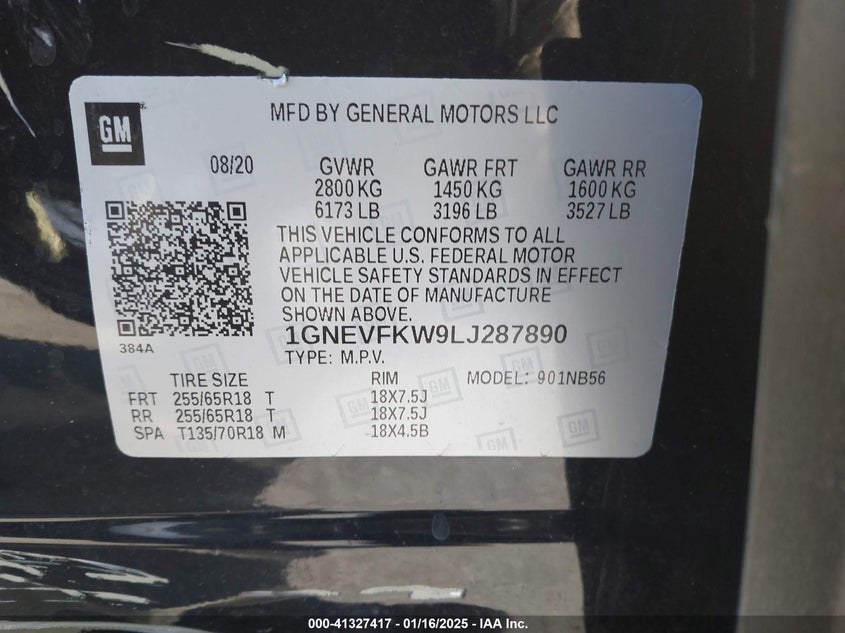 GM
MFD BY GENERAL MOTORS LLC
08/20 GVWR GAWR FRT GAWR RR
2800 KG 1450 KG 1600 KG
6173 LB 3196 LB 3527 LB
THIS VEHICLE CONFORMS TO ALL
APPLICABLE U.S. FEDERAL MOTOR
VEHICLE SAFETY STANDARDS IN EFFECT
ON THE DATE OF MANUFACTURE
SHOWN ABOVE.
384A
1GNEVFKW9LJ287890
TYPE: M.P.V.
TIRE SIZE RIM MODEL: 901NB56
FRT 255/65R18 T 18X7.5J
RR 255/65R18 T 18X7.5J
SPA T135/70R18 M 18X4.5B
000-41327417 - 01/16/2025 - IAA Inc.